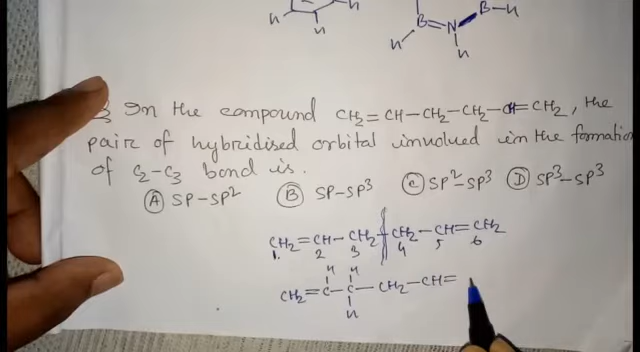 H H H
B=N B-H
H H
In the compound CH2=CH-CH2-CH2-CH=CH2, the
pair of hybridised orbital involved in the formation
of C2-C3 bond is.
(A) SP-SP² (B) SP-SP³ (C) SP²-SP³ (D) SP³-SP³
CH2=CH-CH2-CH2-CH=CH2
1. 2 3 4 5 6
H H
CH2=C-C-CH2-CH=
H